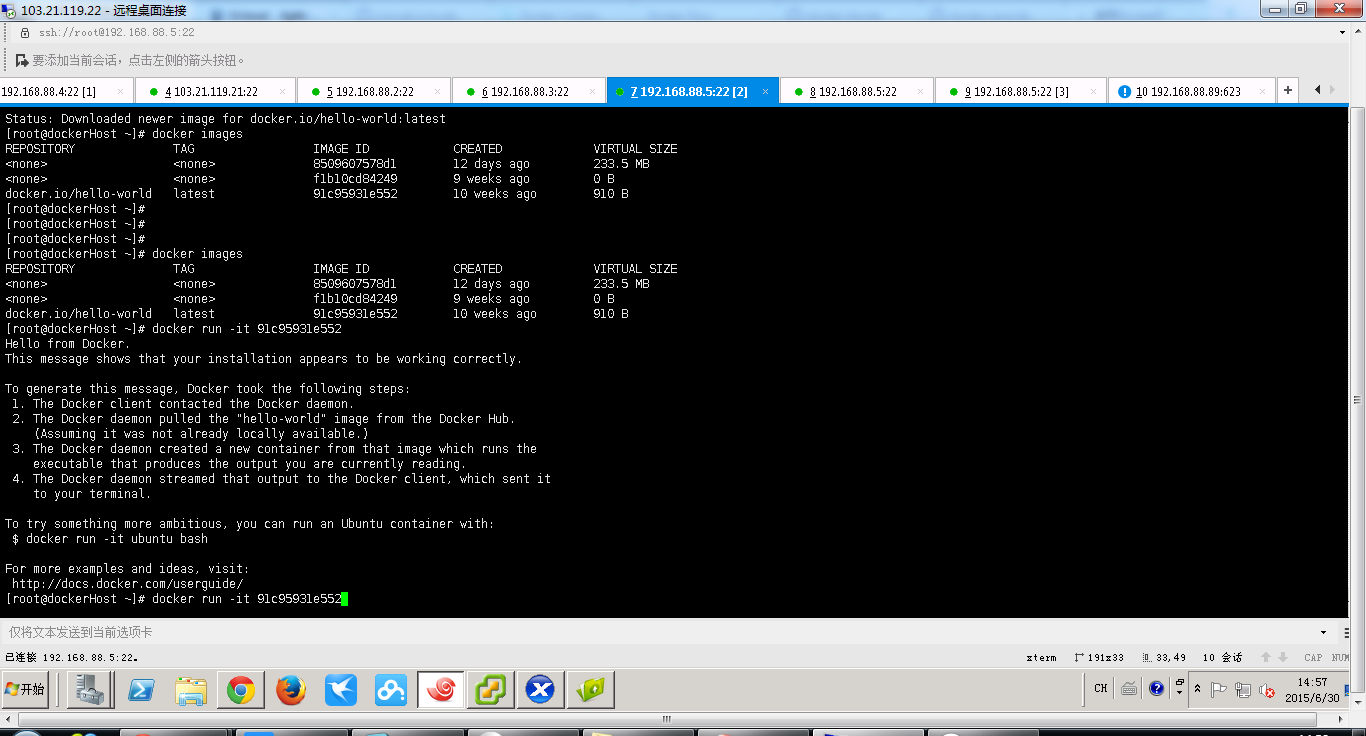 103.21.119.22 - 远程桌面连接
ssh://root@192.168.88.5:22
要添加当前会话，点击左侧的箭头按钮。
192.168.88.4:22 [1] 4 103.21.119.21:22 5 192.168.88.2:22 6 192.168.88.3:22 7 192.168.88.5:22 [2] 8 192.168.88.5:22 9 192.168.88.5:22 [3] 10 192.168.88.89:623
Status: Downloaded newer image for docker.io/hello-world:latest
[root@dockerHost ~]# docker images
REPOSITORY TAG IMAGE ID CREATED VIRTUAL SIZE
<none> <none> 8509607578d1 12 days ago 233.5 MB
<none> <none> f1b10cd84249 9 weeks ago 0 B
docker.io/hello-world latest 91c95931e552 10 weeks ago 910 B
[root@dockerHost ~]#
[root@dockerHost ~]#
[root@dockerHost ~]#
[root@dockerHost ~]# docker images
REPOSITORY TAG IMAGE ID CREATED VIRTUAL SIZE
<none> <none> 8509607578d1 12 days ago 233.5 MB
<none> <none> f1b10cd84249 9 weeks ago 0 B
docker.io/hello-world latest 91c95931e552 10 weeks ago 910 B
[root@dockerHost ~]# docker run -it 91c95931e552
Hello from Docker.
This message shows that your installation appears to be working correctly.
To generate this message, Docker took the following steps:
1. The Docker client contacted the Docker daemon.
2. The Docker daemon pulled the "hello-world" image from the Docker Hub.
(Assuming it was not already locally available.)
3. The Docker daemon created a new container from that image which runs the
executable that produces the output you are currently reading.
4. The Docker daemon streamed that output to the Docker client, which sent it
to your terminal.
To try something more ambitious, you can run an Ubuntu container with:
$ docker run -it ubuntu bash
For more examples and ideas, visit:
http://docs.docker.com/userguide/
[root@dockerHost ~]# docker run -it 91c95931e552
仅将文本发送到当前选项卡
已连接 192.168.88.5:22。 xterm 191x33 33,49 10 会话 CAP NUM
开始 CH 14:57
2015/6/30